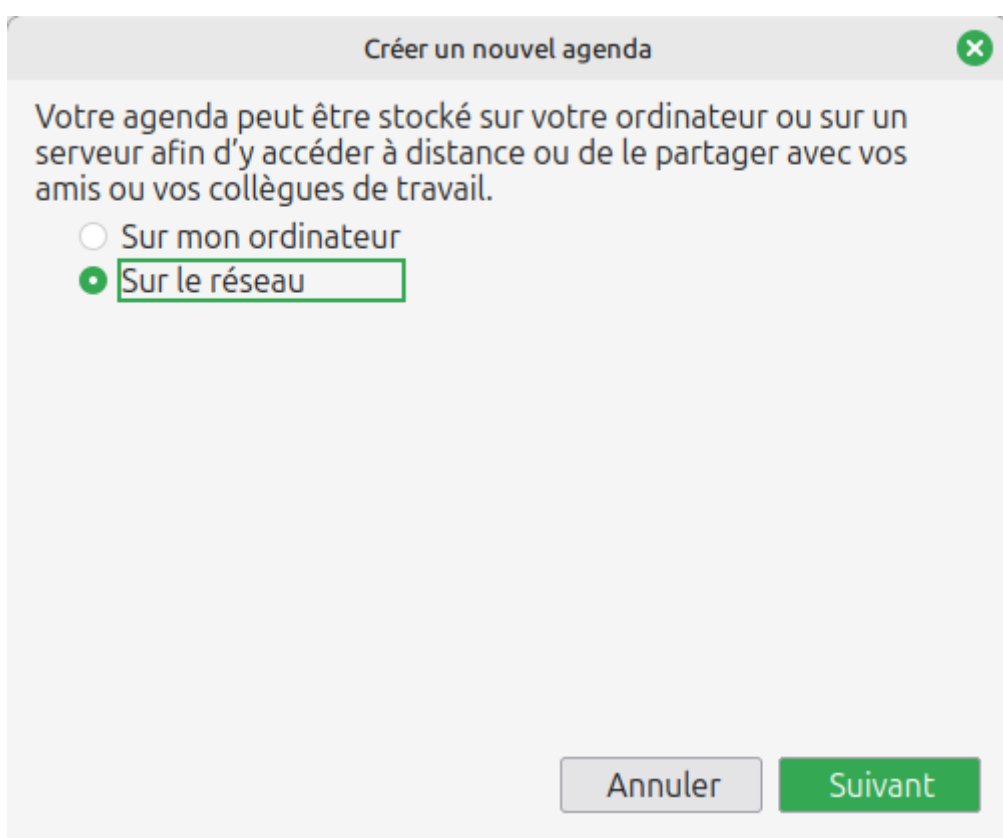 Créer un nouvel agenda
Votre agenda peut être stocké sur votre ordinateur ou sur un
serveur afin d’y accéder à distance ou de le partager avec vos
amis ou vos collègues de travail.
Sur mon ordinateur
Sur le réseau
Annuler
Suivant